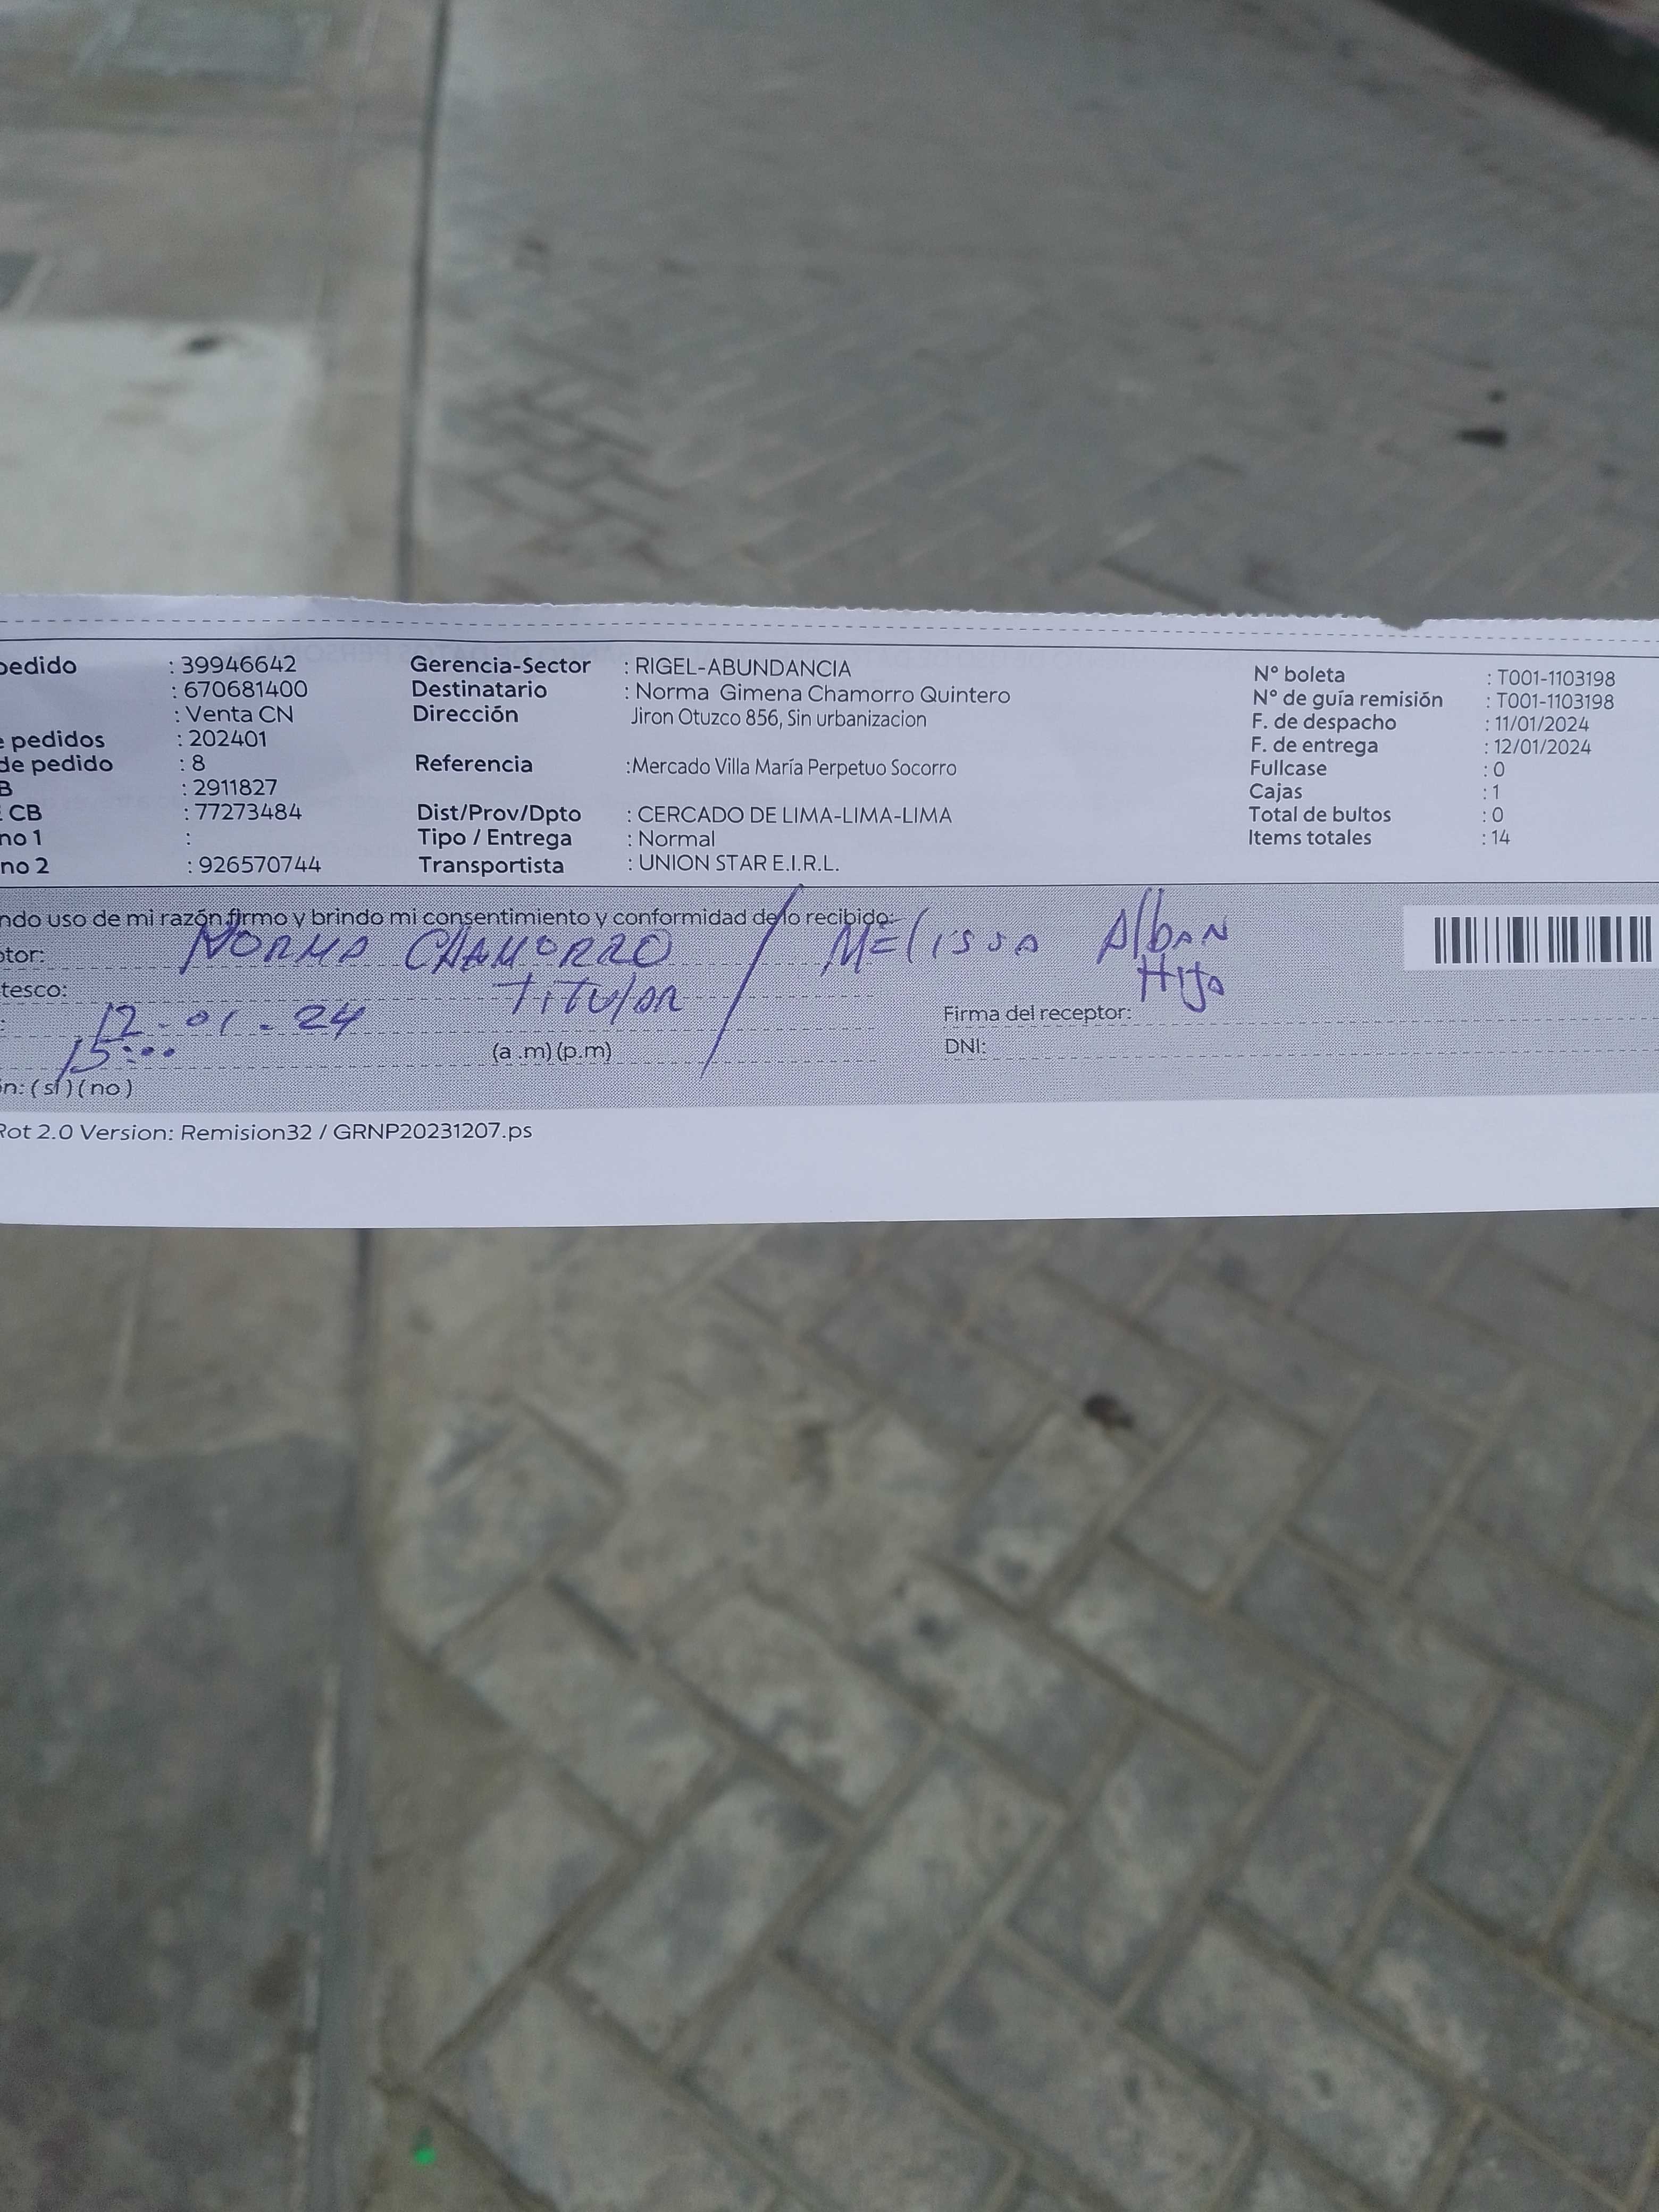 pedido : 39946642 Gerencia-Sector : RIGEL-ABUNDANCIA Nº boleta : T001-1103198
: 670681400 Destinatario : Norma Gimena Chamorro Quintero Nº de guía remisión : T001-1103198
: Venta CN Dirección Jiron Otuzco 856, Sin urbanizacion F. de despacho : 11/01/2024
e pedidos : 202401 F. de entrega : 12/01/2024
de pedido : 8 Referencia :Mercado Villa María Perpetuo Socorro Fullcase : 0
B : 2911827 Cajas : 1
CB : 77273484 Dist/Prov/Dpto : CERCADO DE LIMA-LIMA-LIMA Total de bultos : 0
no 1 : Tipo / Entrega : Normal Items totales : 14
no 2 : 926570744 Transportista : UNION STAR E.I.R.L.
ndo uso de mi razón firmo y brindo mi consentimiento y conformidad de lo recibido:
tor: NORMA CHAMORRO / MElissa AlbAN
tesco: TiTUlAR HiJA
: 12-01-24 Firma del receptor:
15:00 (a .m) (p.m) DNI:
n: ( sí ) ( no )
Rot 2.0 Version: Remision32 / GRNP20231207.ps